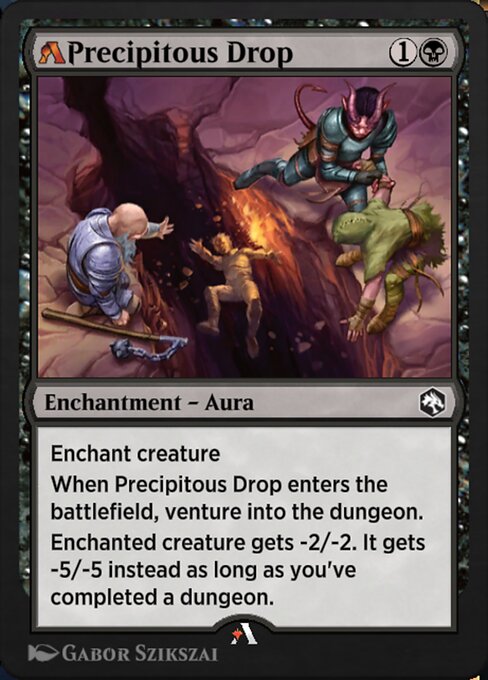 Precipitous Drop 1
Enchantment – Aura
Enchant creature
When Precipitous Drop enters the
battlefield, venture into the dungeon.
Enchanted creature gets -2/-2. It gets
-5/-5 instead as long as you've
completed a dungeon.
Gabor Szikszai